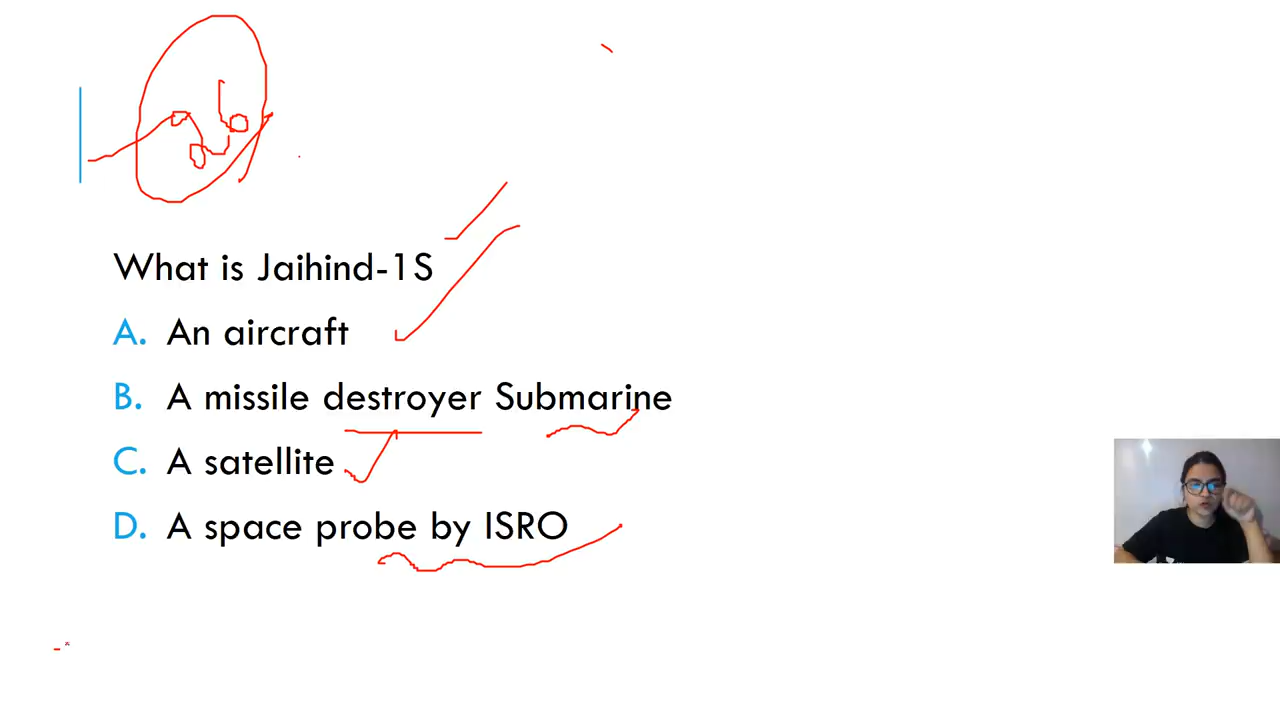 What is Jaihind-1S
A. An aircraft
B. A missile destroyer Submarine
C. A satellite
D. A space probe by ISRO